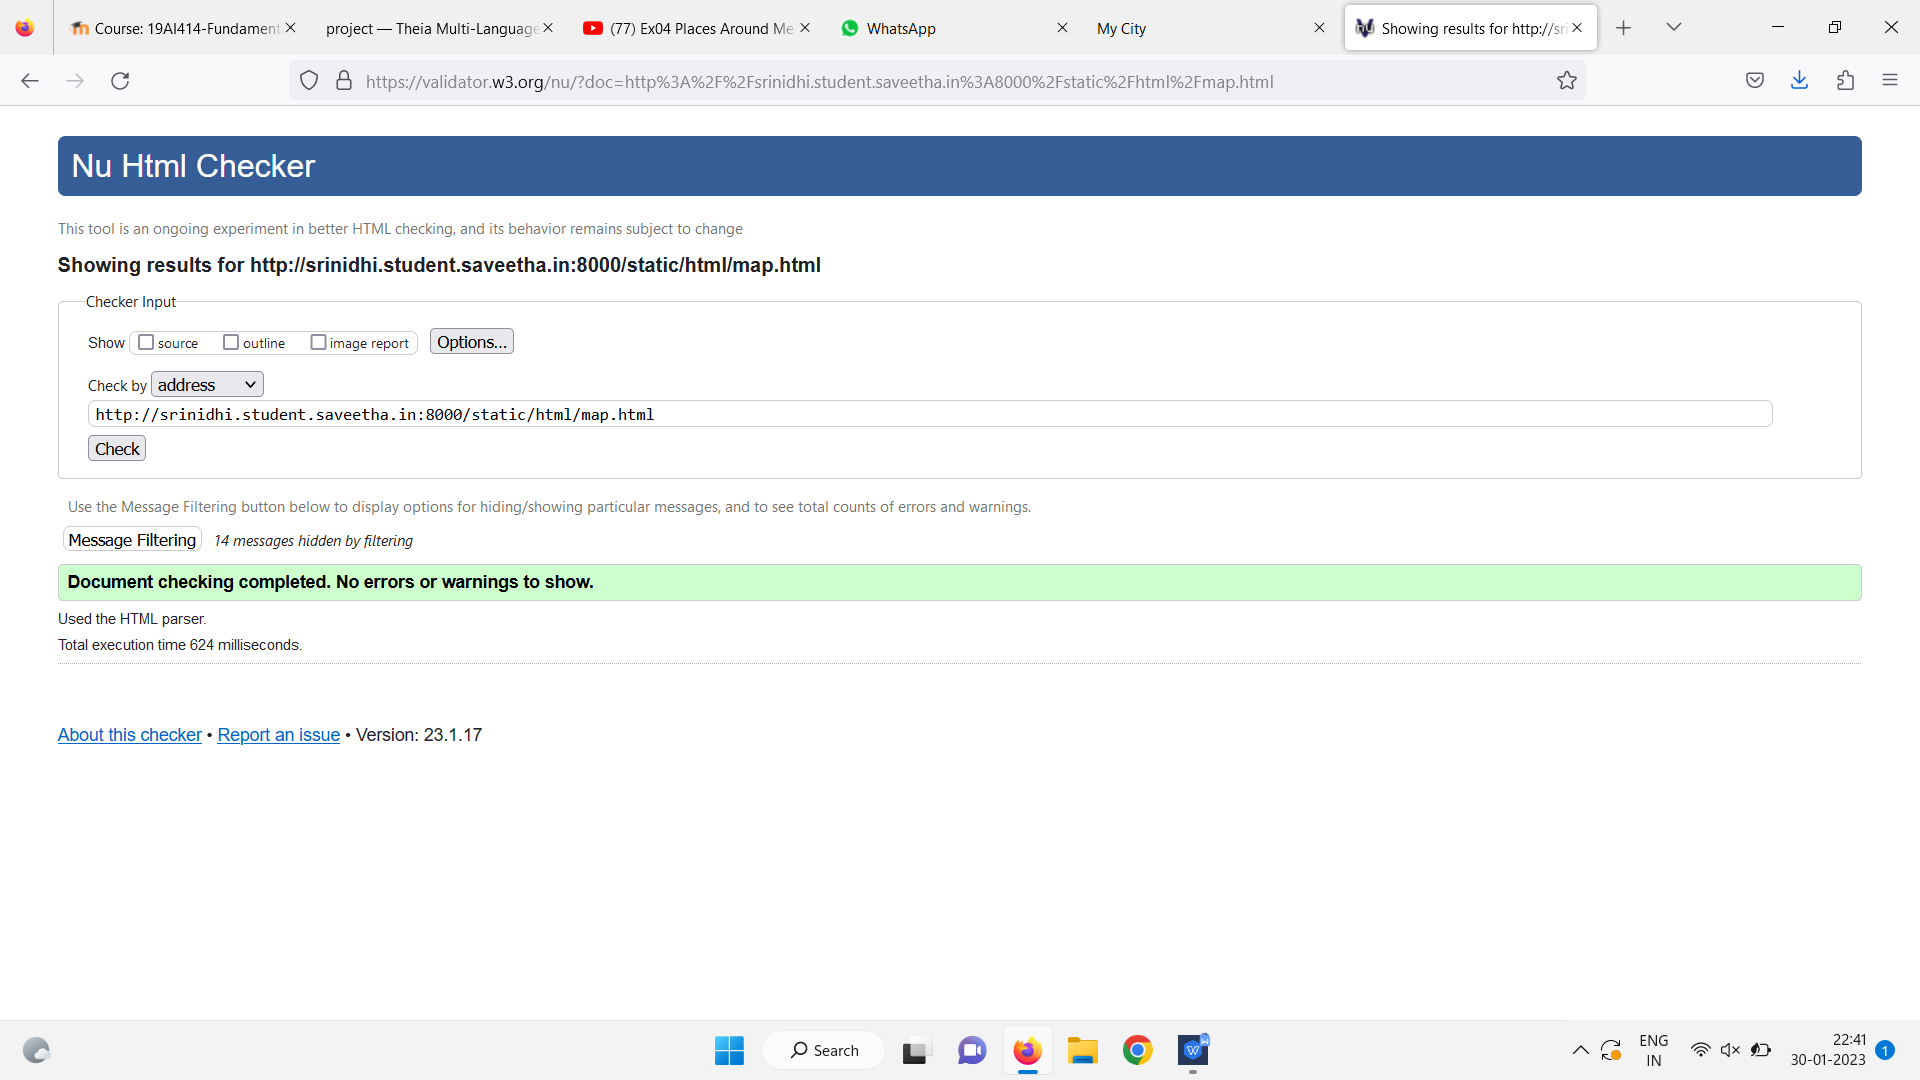 Course: 19AI414-Fundament
project — Theia Multi-Language
(77) Ex04 Places Around Me
WhatsApp
My City
Showing results for http://sri
https://validator.w3.org/nu/?doc=http%3A%2F%2Fsrinidhi.student.saveetha.in%3A8000%2Fstatic%2Fhtml%2Fmap.html
Nu Html Checker
This tool is an ongoing experiment in better HTML checking, and its behavior remains subject to change
Showing results for http://srinidhi.student.saveetha.in:8000/static/html/map.html
Checker Input
Show source outline image report Options...
Check by address
http://srinidhi.student.saveetha.in:8000/static/html/map.html
Check
Use the Message Filtering button below to display options for hiding/showing particular messages, and to see total counts of errors and warnings.
Message Filtering 14 messages hidden by filtering
Document checking completed. No errors or warnings to show.
Used the HTML parser.
Total execution time 624 milliseconds.
About this checker • Report an issue • Version: 23.1.17
Search
ENG
IN
22:41
30-01-2023
1